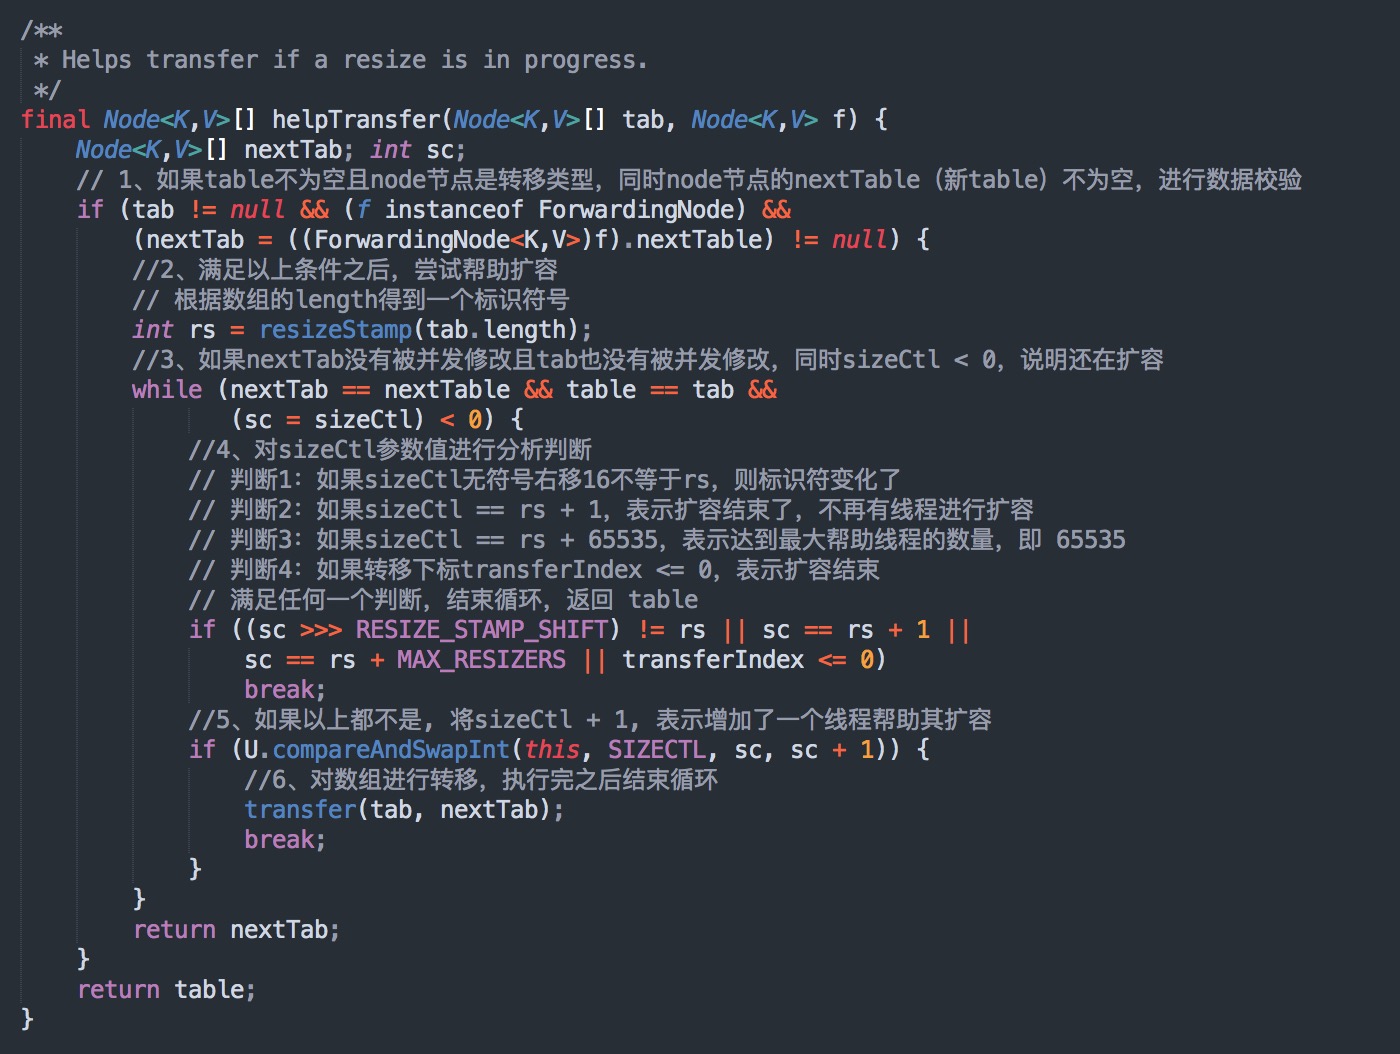 /**
 * Helps transfer if a resize is in progress.
 */
final Node<K,V>[] helpTransfer(Node<K,V>[] tab, Node<K,V> f) {
    Node<K,V>[] nextTab; int sc;
    // 1、如果table不为空且node节点是转移类型，同时node节点的nextTable（新table）不为空，进行数据校验
    if (tab != null && (f instanceof ForwardingNode) &&
        (nextTab = ((ForwardingNode<K,V>)f).nextTable) != null) {
        //2、满足以上条件之后，尝试帮助扩容
        // 根据数组的length得到一个标识符号
        int rs = resizeStamp(tab.length);
        //3、如果nextTab没有被并发修改且tab也没有被并发修改，同时sizeCtl < 0，说明还在扩容
        while (nextTab == nextTable && table == tab &&
               (sc = sizeCtl) < 0) {
            //4、对sizeCtl参数值进行分析判断
            // 判断1：如果sizeCtl无符号右移16不等于rs，则标识符变化了
            // 判断2：如果sizeCtl == rs + 1，表示扩容结束了，不再有线程进行扩容
            // 判断3：如果sizeCtl == rs + 65535，表示达到最大帮助线程的数量，即 65535
            // 判断4：如果转移下标transferIndex <= 0，表示扩容结束
            // 满足任何一个判断，结束循环，返回 table
            if ((sc >>> RESIZE_STAMP_SHIFT) != rs || sc == rs + 1 ||
                sc == rs + MAX_RESIZERS || transferIndex <= 0)
                break;
            //5、如果以上都不是, 将sizeCtl + 1, 表示增加了一个线程帮助其扩容
            if (U.compareAndSwapInt(this, SIZECTL, sc, sc + 1)) {
                //6、对数组进行转移，执行完之后结束循环
                transfer(tab, nextTab);
                break;
            }
        }
        return nextTab;
    }
    return table;
}